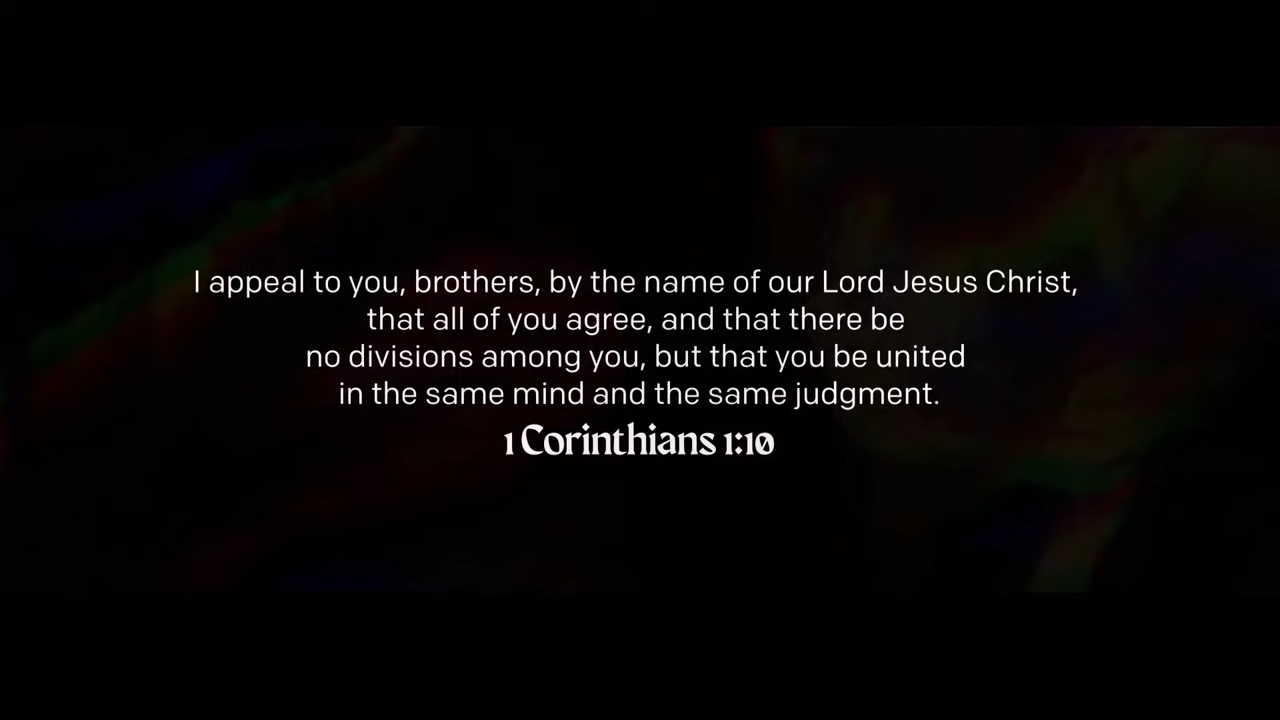 I appeal to you, brothers, by the name of our Lord Jesus Christ,
that all of you agree, and that there be
no divisions among you, but that you be united
in the same mind and the same judgment.
1 Corinthians 1:10